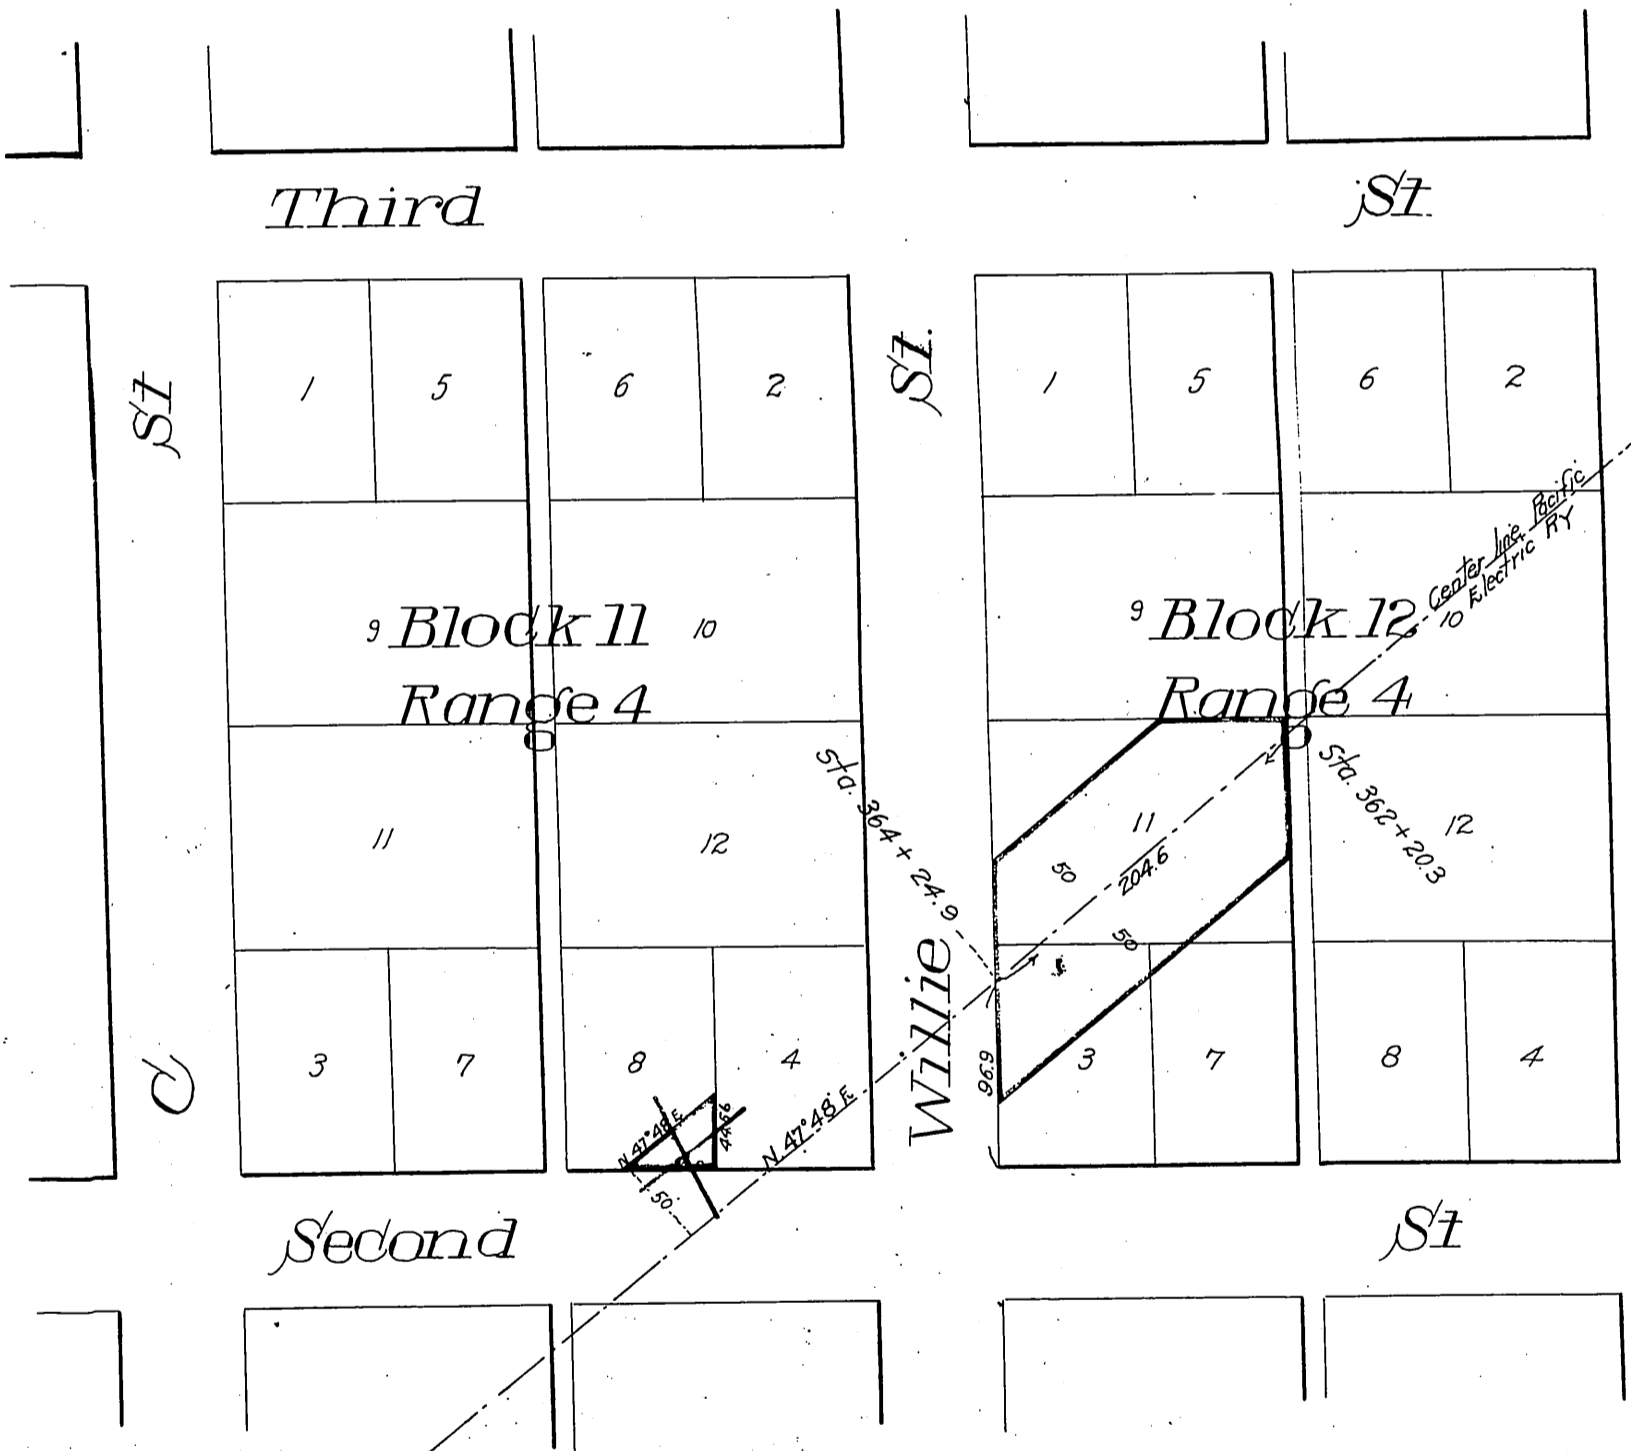 Third St.
St
St.
1 5 6 2
1 5 6 2
Center line Pacific
Electric RY
9 Block 11 10
9 Block 12 10
Range 4
Range 4
Sta. 364 + 24.9
Sta. 362 + 20.3
11 12
11 12
50
204.6
50
Willie
C
96.9
3 7 8 4
3 7 8 4
N 47° 48' E
44.66
N 47° 48' E
50
Second St